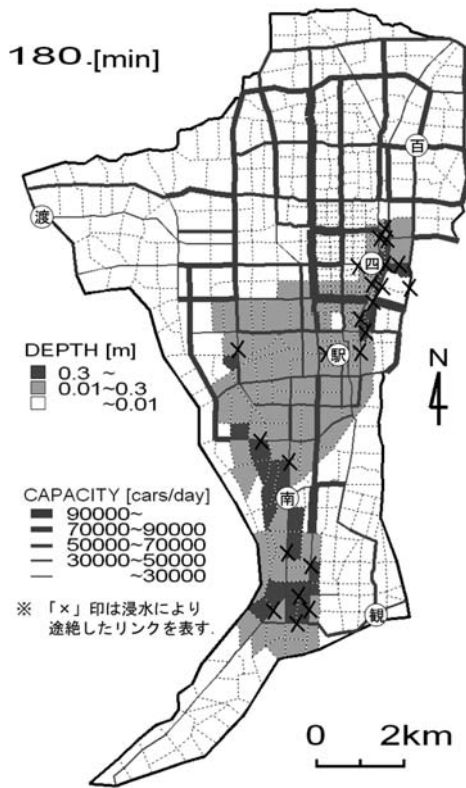 180.[min]
百
渡
四
駅
DEPTH [m]
0.3 ~
0.01~0.3
~0.01
N
4
南
CAPACITY [cars/day]
90000~
70000~90000
50000~70000
30000~50000
~30000
※ 「×」印は浸水により
途絶したリンクを表す.
観
0 2km